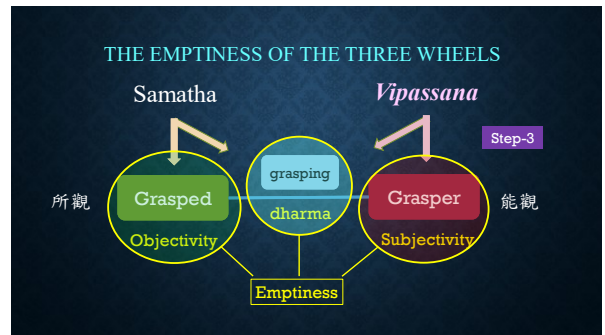 THE EMPTINESS OF THE THREE WHEELS
Samatha
Vipassana
Step-3
grasping
所觀
Grasped
dharma
Grasper
能觀
Objectivity
Subjectivity
Emptiness